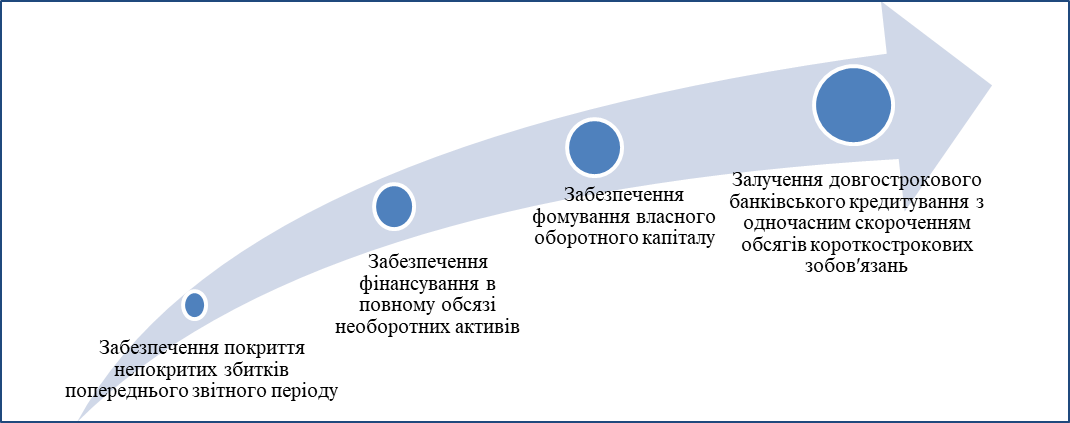 Забезпечення покриття
непокритих збитків
попереднього звітного періоду
Забезпечення
фінансування в
повному обсязі
необоротних активів
Забезпечення
фомування власного
оборотного капіталу
Залучення довгострокового
банківського кредитування з
одночасним скороченням
обсягів короткострокових
зобов'язань